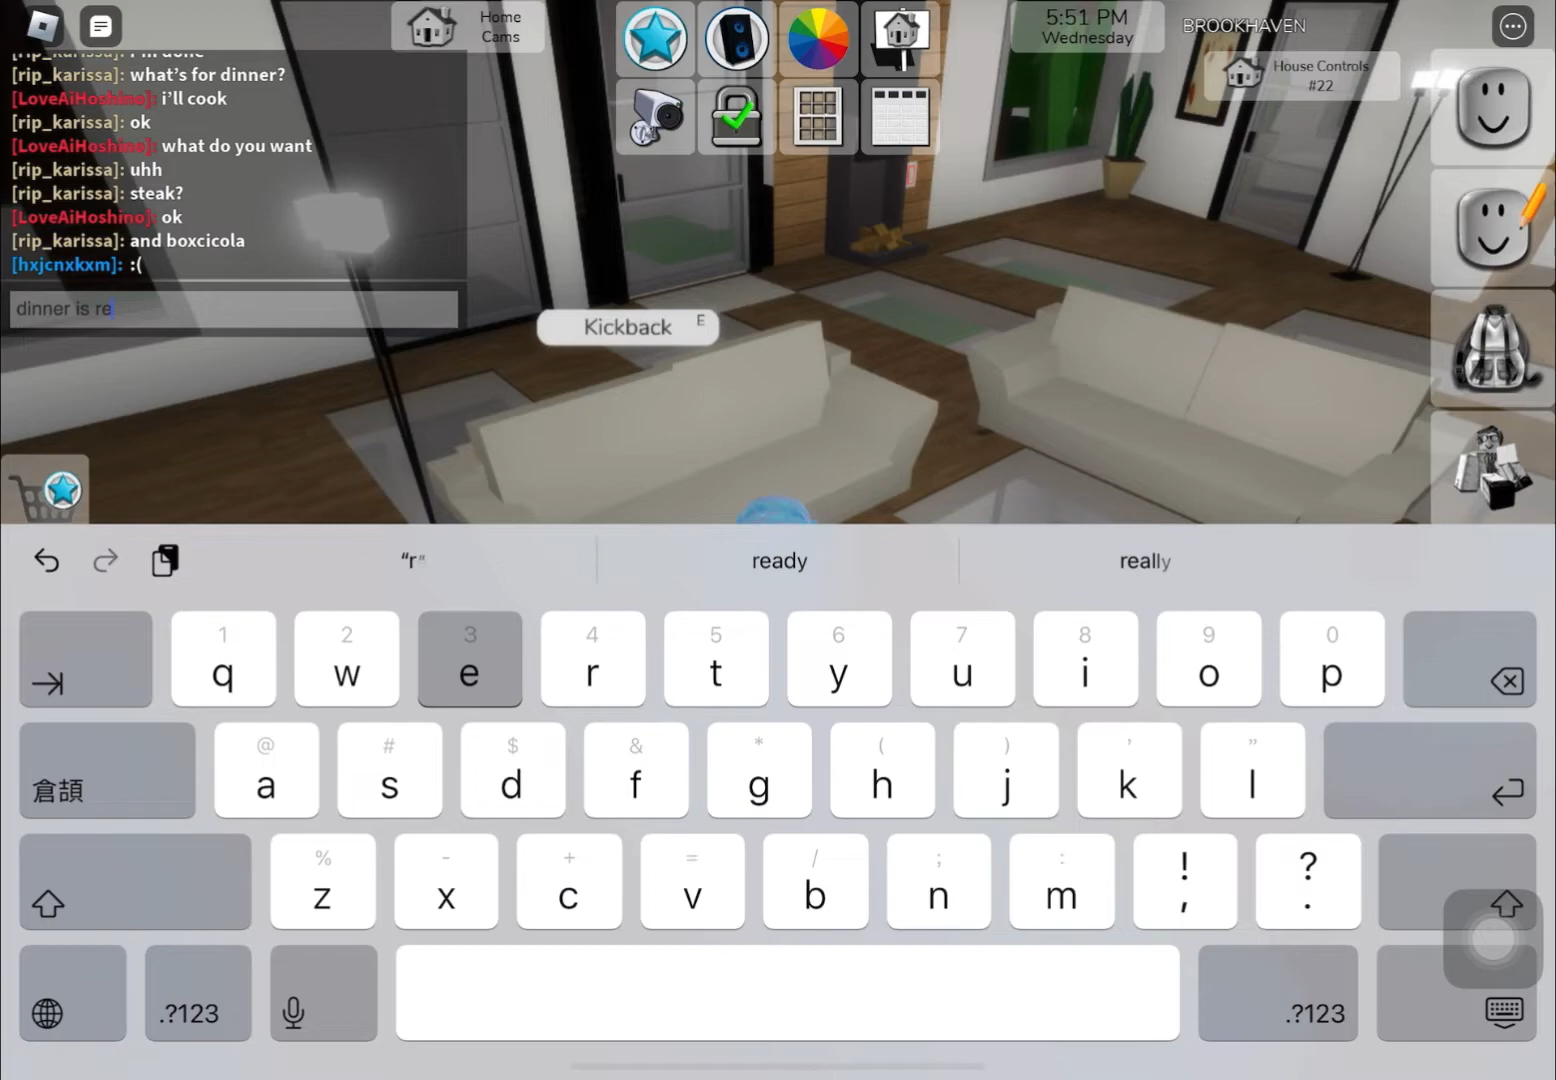 Home
Cams
5:51 PM
Wednesday
BROOKHAVEN
House Controls
#22
[rip_karissa]: i'm done
[rip_karissa]: what's for dinner?
[LoveAiHoshino]: i'll cook
[rip_karissa]: ok
[LoveAiHoshino]: what do you want
[rip_karissa]: uhh
[rip_karissa]: steak?
[LoveAiHoshino]: ok
[rip_karissa]: and boxcicola
[hxjcnxkxm]: :(
dinner is re
Kickback E
“r” ready really
1 2 3 4 5 6 7 8 9 0
q w e r t y u i o p
@ # $ & * ( ) ’ ”
倉頡 a s d f g h j k l
% - + = / ; : ! ?
z x c v b n m , .
.?123 .?123